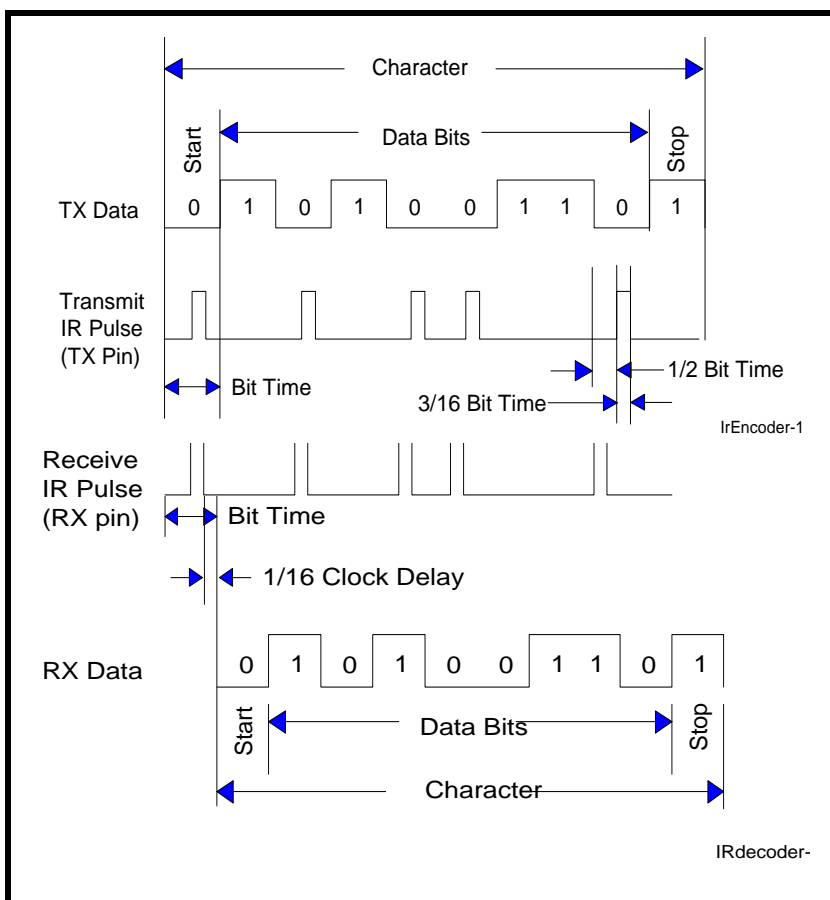 Character
Start
Data Bits
Stop
TX Data
0 1 0 1 0 0 1 1 0 1
Transmit
IR Pulse
(TX Pin)
Bit Time
1/2 Bit Time
3/16 Bit Time
IrEncoder-1
Receive
IR Pulse
(RX pin)
Bit Time
1/16 Clock Delay
RX Data
0 1 0 1 0 0 1 1 0 1
Start
Data Bits
Stop
Character
IRdecoder-